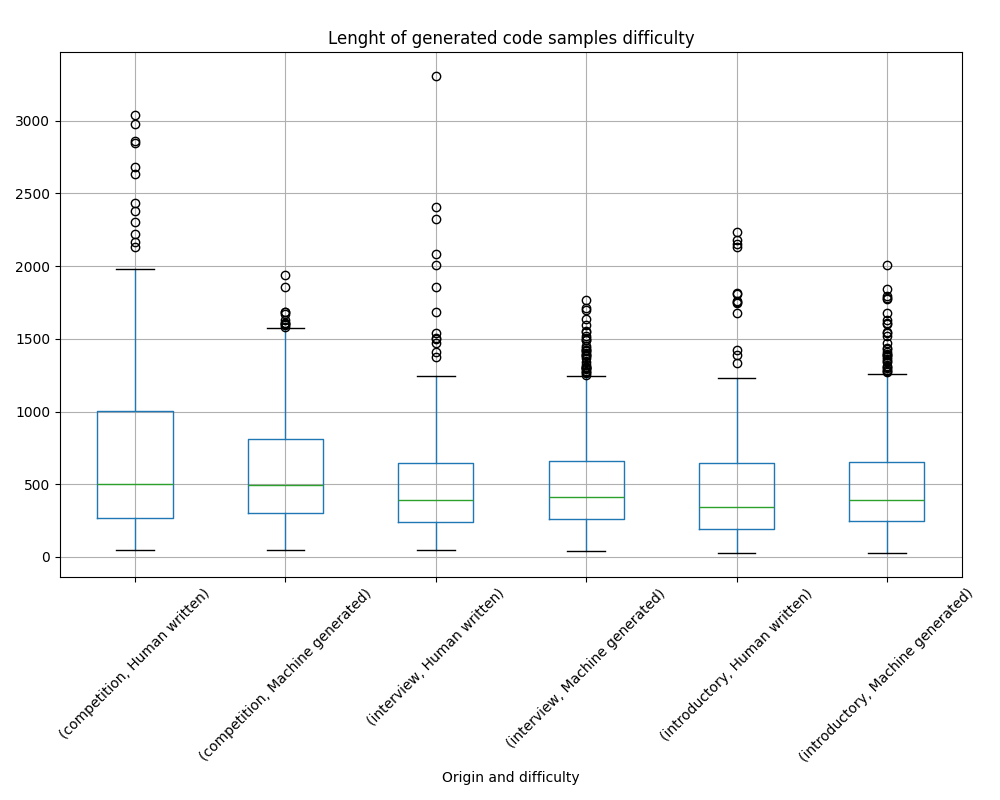 Lenght of generated code samples difficulty
3000
2500
2000
1500
1000
500
0
(competition, Human written)
(competition, Machine generated)
(interview, Human written)
(interview, Machine generated)
(introductory, Human written)
(introductory, Machine generated)
Origin and difficulty